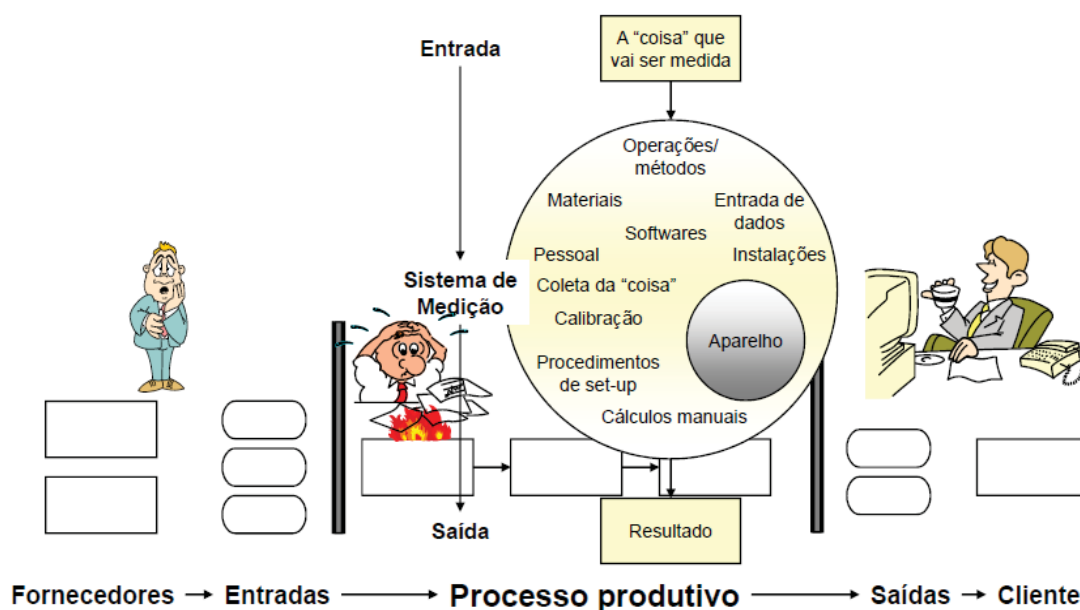 Entrada
A “coisa” que
vai ser medida
Operações/
métodos
Materiais
Entrada de
dados
Softwares
Pessoal
Instalações
Sistema de
Medição
Coleta da “coisa”
Calibração
Aparelho
Procedimentos
de set-up
Cálculos manuais
Saída
Resultado
Fornecedores
Entradas
Processo produtivo
Saídas
Cliente